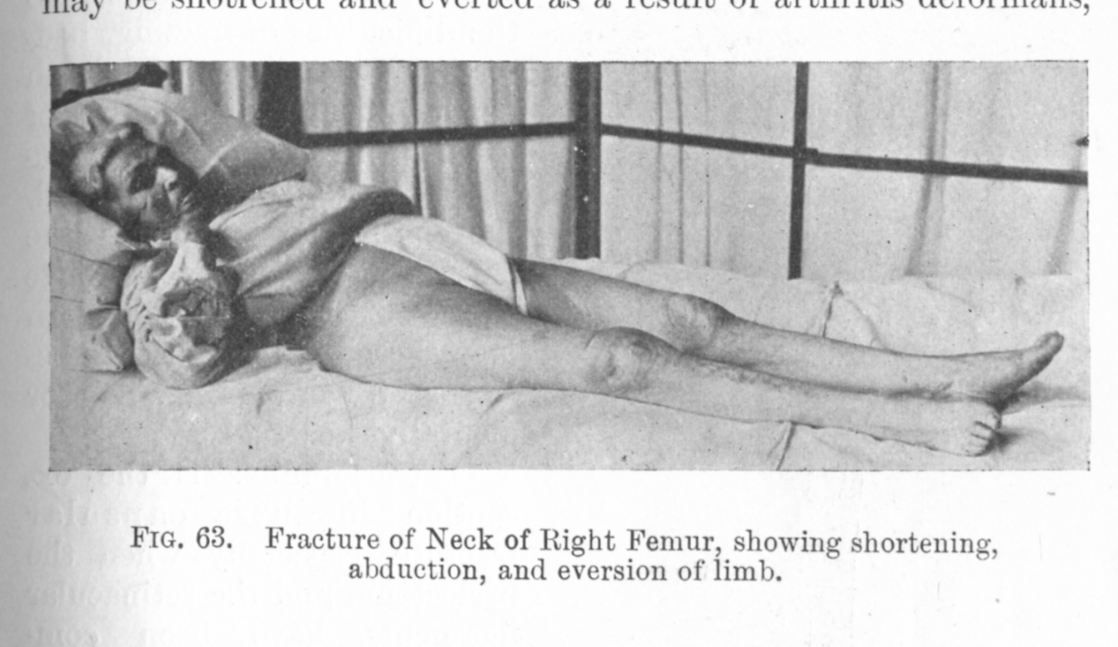 may be shortened and everted as a result of arthritis deformans,
Fig. 63. Fracture of Neck of Right Femur, showing shortening,
abduction, and eversion of limb.